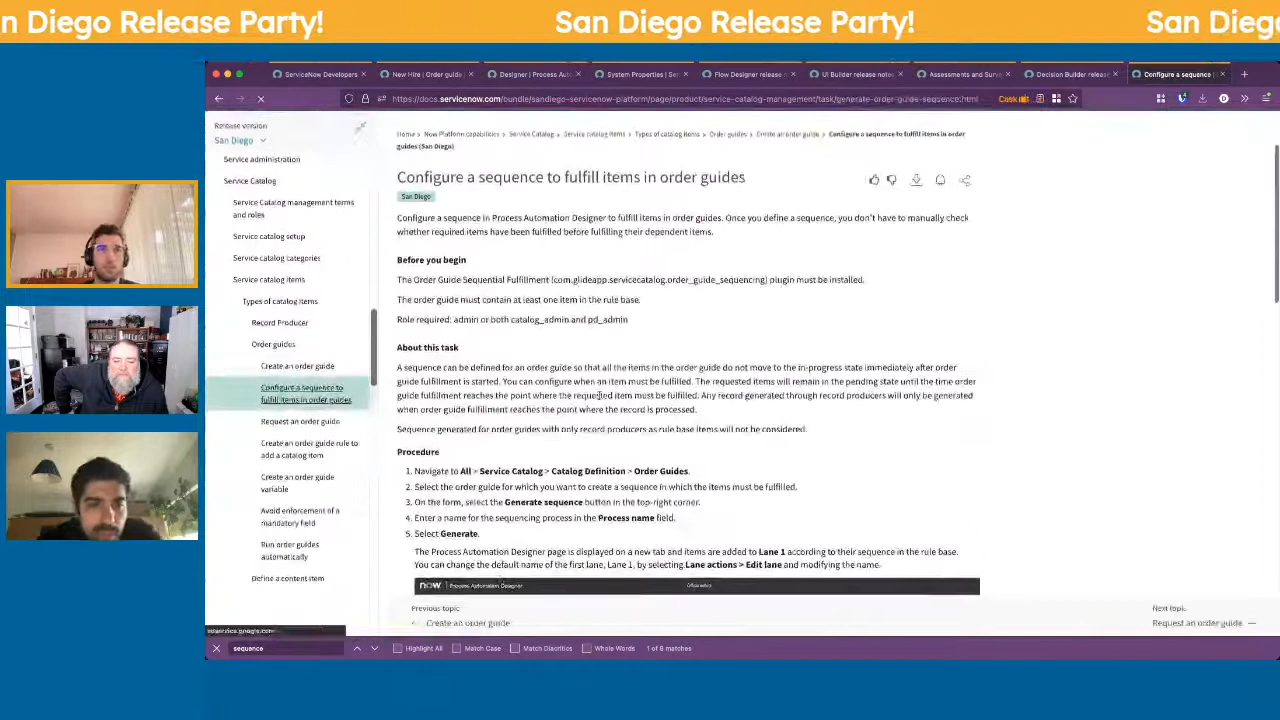 n Diego Release Party!
San Diego Release Party!
San Dieg
ServiceNow Developers
New Hire | Order guide
Designer | Process Aut
System Properties | Ser
Flow Designer release n
UI Builder release notes
Assessments and Surv
Decision Builder release
Configure a sequence |
https://docs.servicenow.com/bundle/sandiego-servicenow-platform/page/product/service-catalog-management/task/generate-order-guide-sequence.html
Release version
San Diego
Service administration
Service Catalog
Service Catalog management terms
and roles
Service catalog setup
Service catalog categories
Service catalog items
Types of catalog items
Record Producer
Order guides
Create an order guide
Configure a sequence to
fulfill items in order guides
Request an order guide
Create an order guide rule to
add a catalog item
Create an order guide
variable
Avoid enforcement of a
mandatory field
Run order guides
automatically
Define a content item
Home > Now Platform capabilities > Service Catalog > Service catalog items > Types of catalog items > Order guides > Create an order guide > Configure a sequence to fulfill items in order
guides (San Diego)
Configure a sequence to fulfill items in order guides
San Diego
Configure a sequence in Process Automation Designer to fulfill items in order guides. Once you define a sequence, you don't have to manually check
whether required items have been fulfilled before fulfilling their dependent items.
Before you begin
The Order Guide Sequential Fulfillment (com.glideapp.servicecatalog.order_guide_sequencing) plugin must be installed.
The order guide must contain at least one item in the rule base.
Role required: admin or both catalog_admin and pd_admin
About this task
A sequence can be defined for an order guide so that all the items in the order guide do not move to the in-progress state immediately after order
guide fulfillment is started. You can configure when an item must be fulfilled. The requested items will remain in the pending state until the time order
guide fulfillment reaches the point where the requested item must be fulfilled. Any record generated through record producers will only be generated
when order guide fulfillment reaches the point where the record is processed.
Sequence generated for order guides with only record producers as rule base items will not be considered.
Procedure
1. Navigate to All > Service Catalog > Catalog Definition > Order Guides.
2. Select the order guide for which you want to create a sequence in which the items must be fulfilled.
3. On the form, select the Generate sequence button in the top-right corner.
4. Enter a name for the sequencing process in the Process name field.
5. Select Generate.
The Process Automation Designer page is displayed on a new tab and items are added to Lane 1 according to their sequence in the rule base.
You can change the default name of the first lane, Lane 1, by selecting Lane actions > Edit lane and modifying the name.
now Process Automation Designer
Previous topic
Create an order guide
Next topic
Request an order guide
sequence
Highlight All
Match Case
Match Diacritics
Whole Words
1 of 8 matches